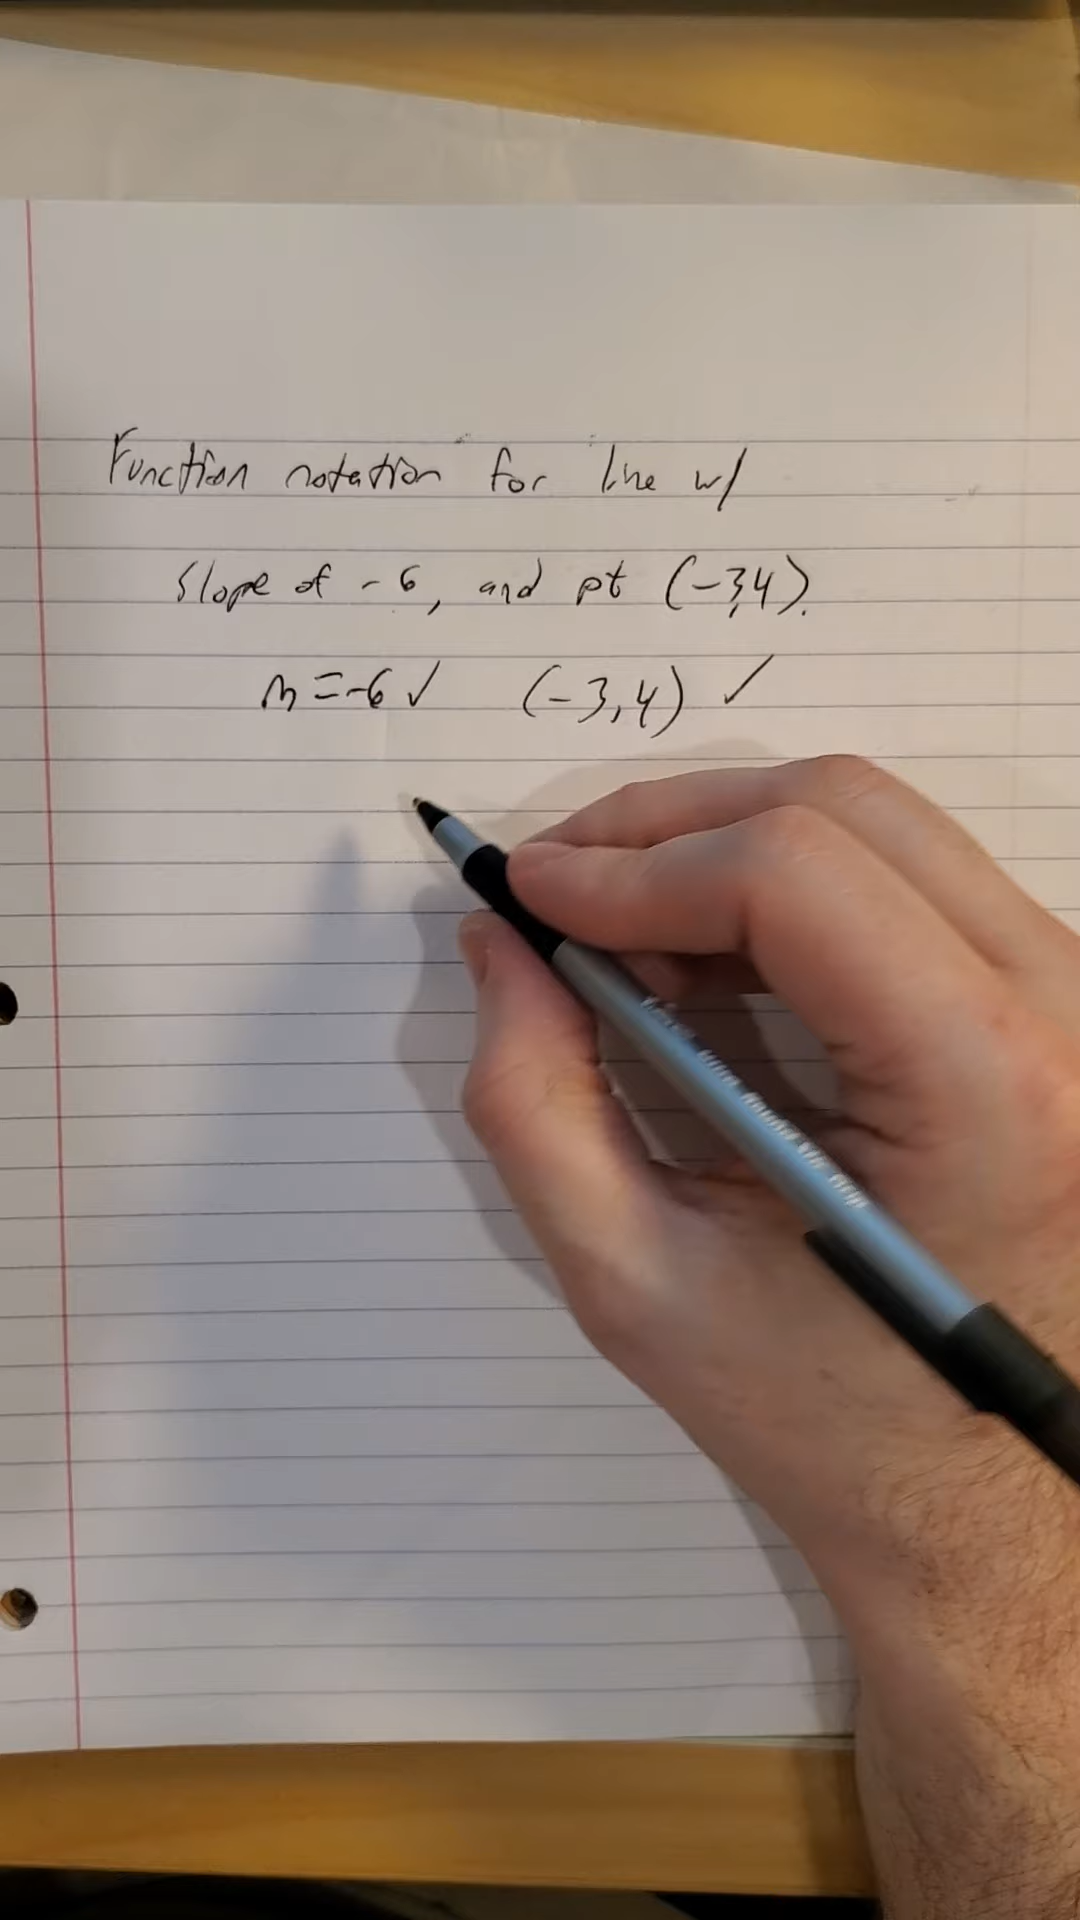 Function notation for line w/
slope of -6, and pt (-3,4).
m=-6 ✓ (-3,4) ✓